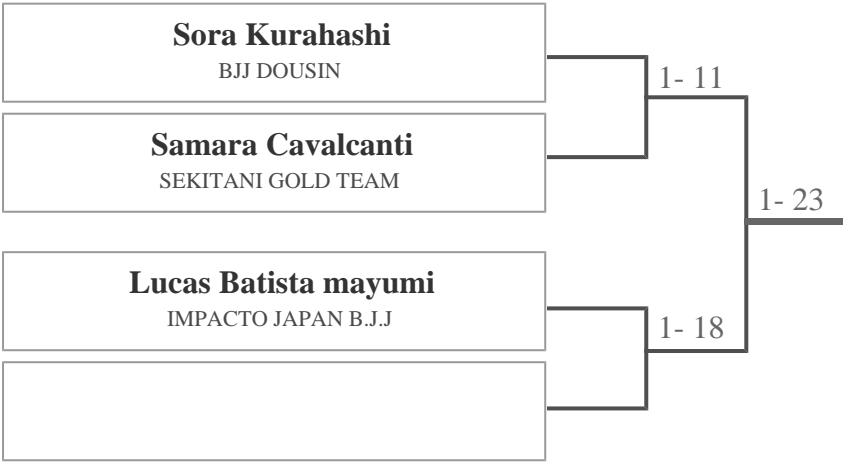 Sora Kurahashi
BJJ DOUSIN
1- 11
Samara Cavalcanti
SEKITANI GOLD TEAM
1- 23
Lucas Batista mayumi
IMPACTO JAPAN B.J.J
1- 18